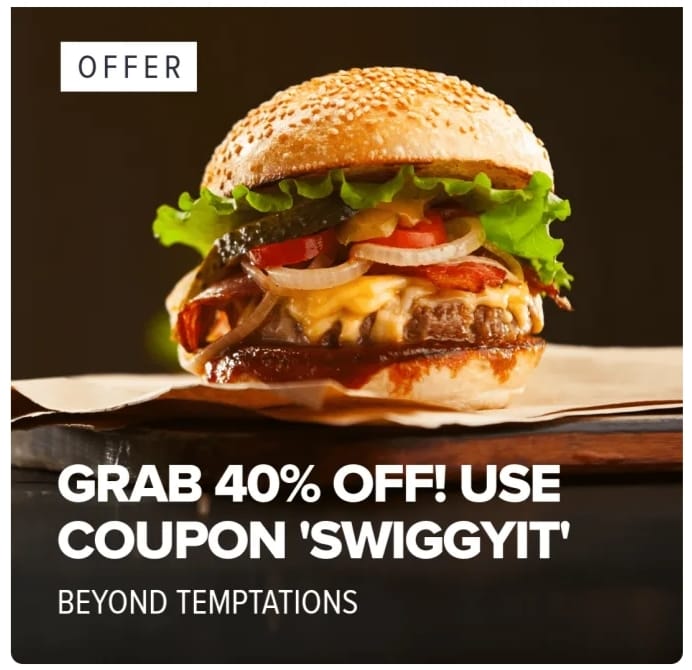 OFFER
GRAB 40% OFF! USE
COUPON 'SWIGGYIT'
BEYOND TEMPTATIONS